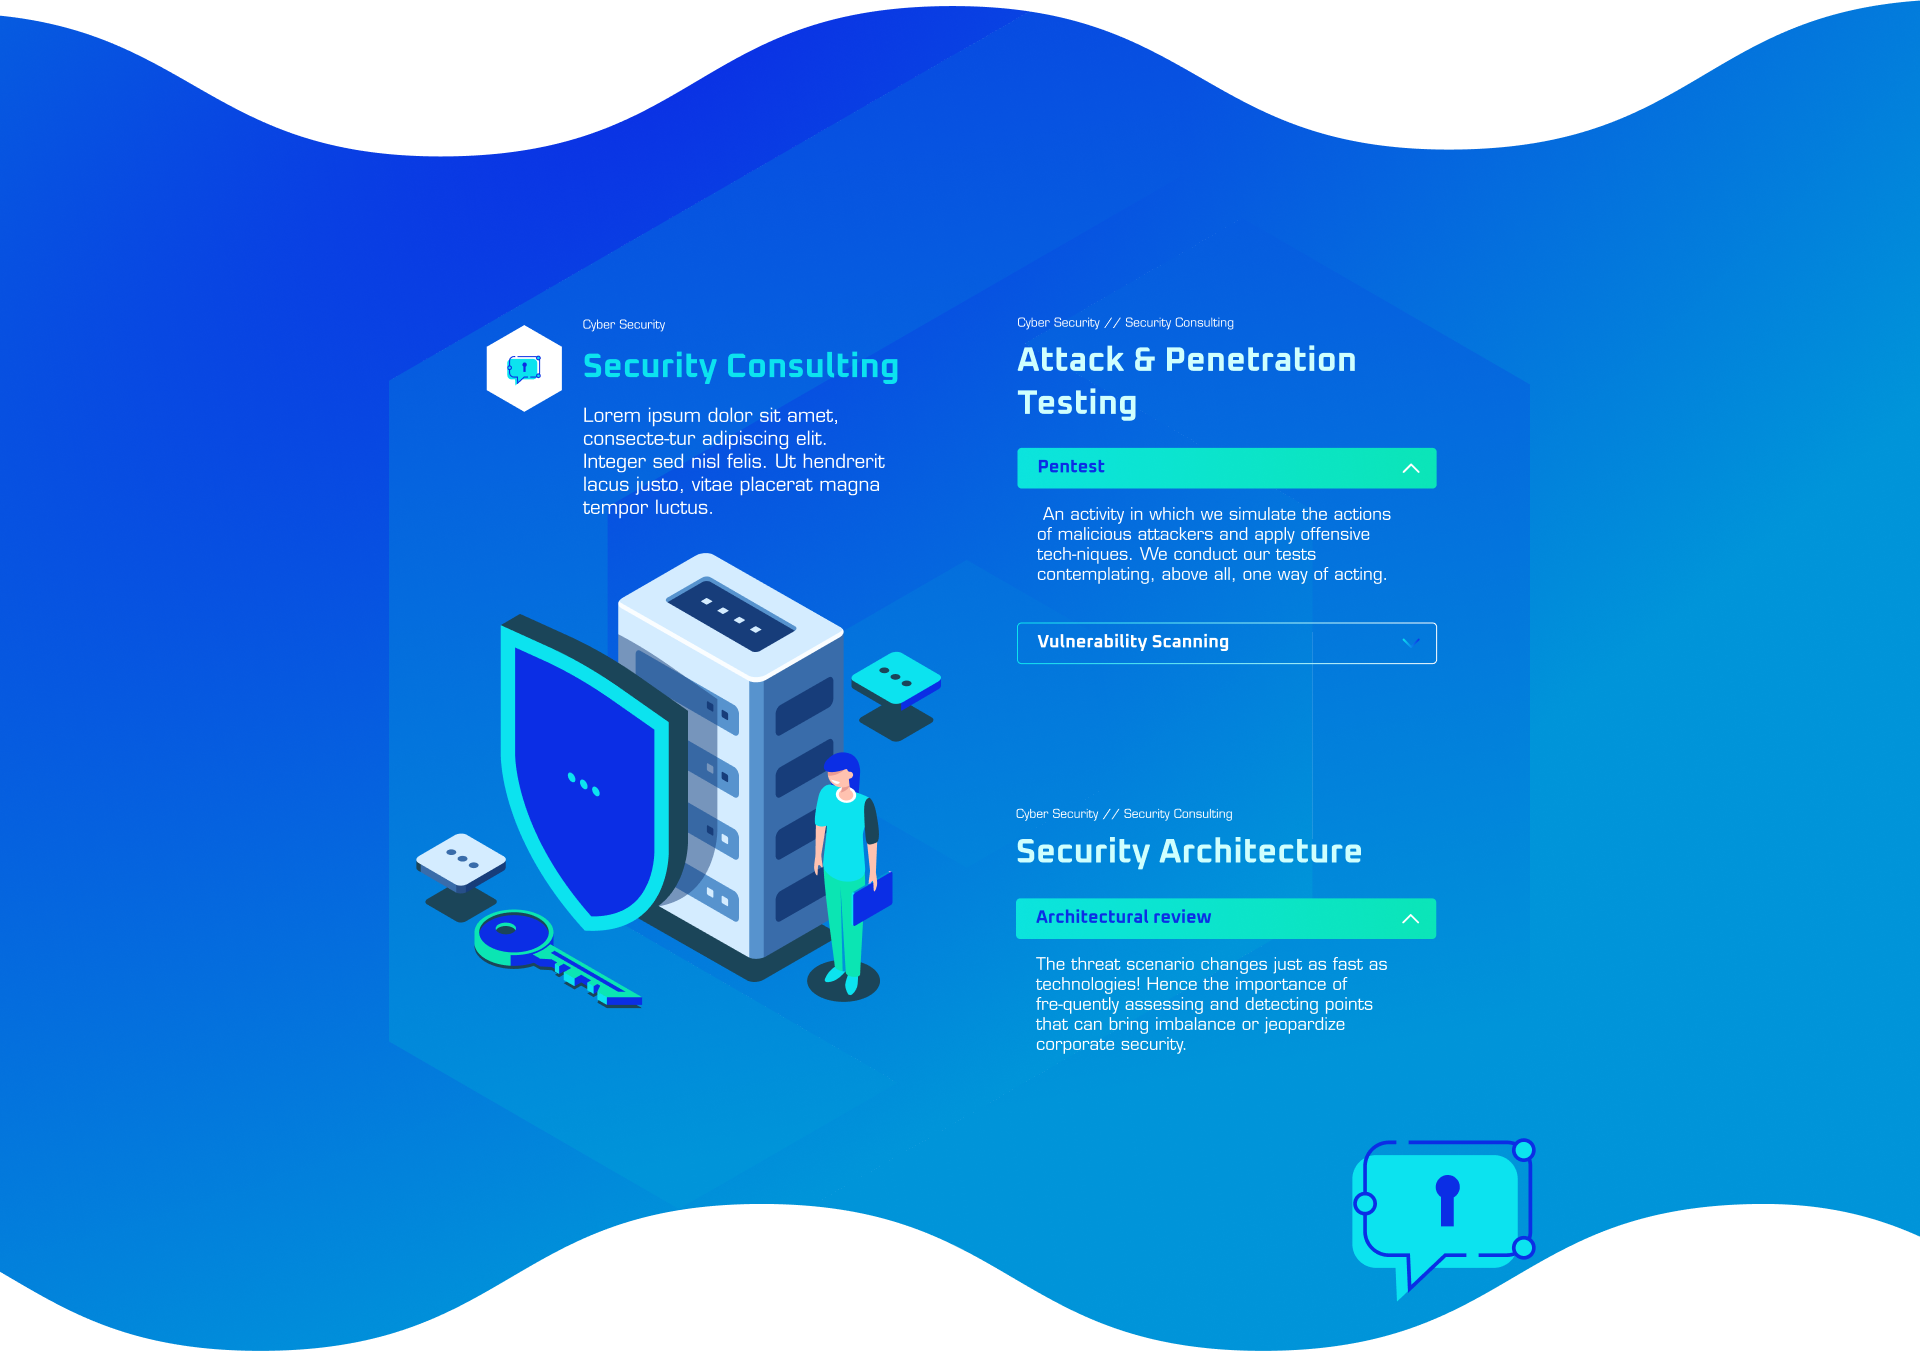 Cyber Security
Security Consulting
Lorem ipsum dolor sit amet,
consecte-tur adipiscing elit.
Integer sed nisl felis. Ut hendrerit
lacus justo, vitae placerat magna
tempor luctus.
Cyber Security // Security Consulting
Attack & Penetration
Testing
Pentest
An activity in which we simulate the actions
of malicious attackers and apply offensive
tech-niques. We conduct our tests
contemplating, above all, one way of acting.
Vulnerability Scanning
Cyber Security // Security Consulting
Security Architecture
Architectural review
The threat scenario changes just as fast as
technologies! Hence the importance of
fre-quently assessing and detecting points
that can bring imbalance or jeopardize
corporate security.